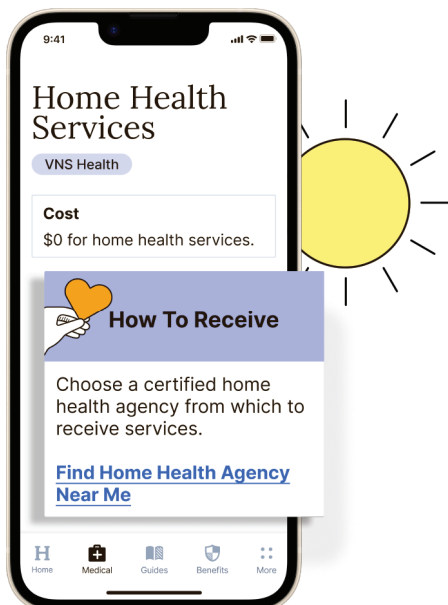 9:41
Home Health
Services
VNS Health
Cost
$0 for home health services.
How To Receive
Choose a certified home
health agency from which to
receive services.
Find Home Health Agency
Near Me
H
Home
Medical
Guides
Benefits
More